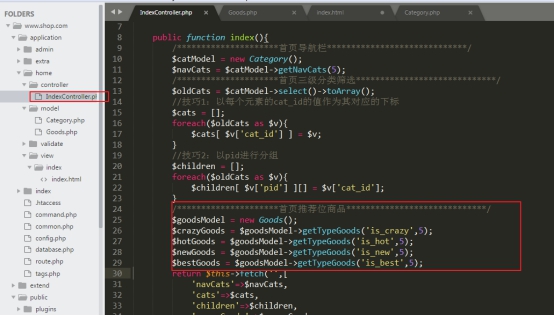 IndexController.php × Goods.php × index.html Category.php ×
FOLDERS
www.shop.com
application
admin
extra
home
controller
IndexController.pl
model
Category.php
Goods.php
validate
view
index
<> index.html
index
.htaccess
command.php
common.php
config.php
database.php
route.php
tags.php
extend
public
plugins
7
8 public function index(){
9 /********************首页导航栏****************************/
10 $catModel = new Category();
11 $navCats = $catModel->getNavCats(5);
12 /********************首页三级分类筛选****************************/
13 $oldCats = $catModel->select()->toArray();
14 //技巧1: 以每个元素的cat_id的值作为其对应的下标
15 $cats = [];
16 foreach($oldCats as $v){
17 $cats[ $v['cat_id'] ] = $v;
18 }
19 //技巧2: 以pid进行分组
20 $children = [];
21 foreach($oldCats as $v){
22 $children[ $v['pid'] ][] = $v['cat_id'];
23 }
24 /********************首页推荐位商品****************************/
25 $goodsModel = new Goods();
26 $crazyGoods = $goodsModel->getTypeGoods('is_crazy',5);
27 $hotGoods = $goodsModel->getTypeGoods('is_hot',5);
28 $newGoods = $goodsModel->getTypeGoods('is_new',5);
29 $bestGoods = $goodsModel->getTypeGoods('is_best',5);
30 return $this->fetch('',[
31 'navCats'=>$navCats,
32 'cats'=>$cats,
33 'children'=>$children,